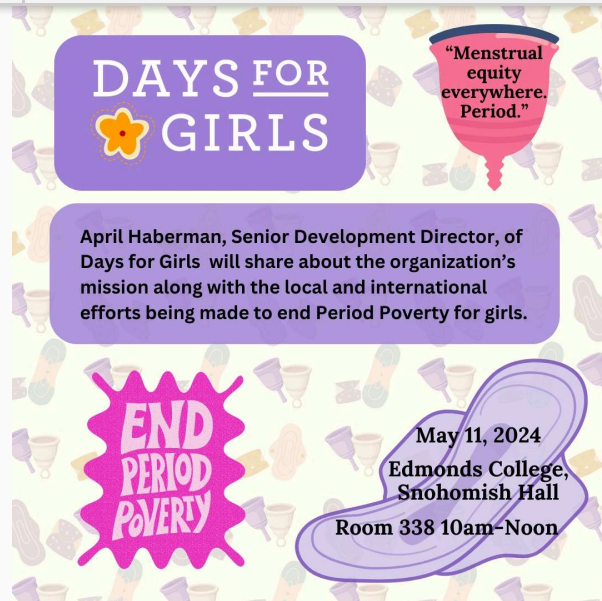 DAYS FOR
GIRLS
“Menstrual
equity
everywhere.
Period.”
April Haberman, Senior Development Director, of
Days for Girls will share about the organization’s
mission along with the local and international
efforts being made to end Period Poverty for girls.
END
PERIOD
POVERTY
May 11, 2024
Edmonds College,
Snohomish Hall
Room 338 10am-Noon